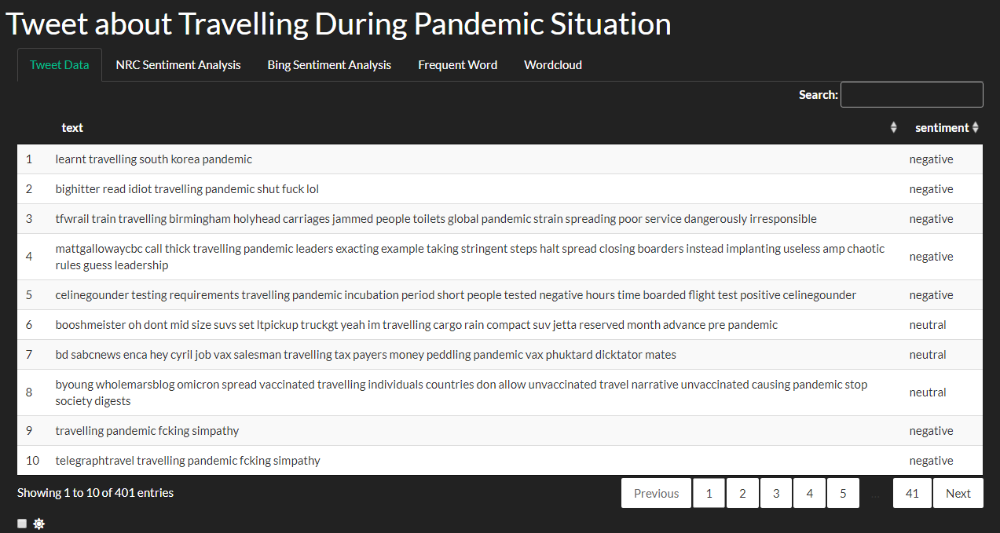 Tweet about Travelling During Pandemic Situation
Tweet Data NRC Sentiment Analysis Bing Sentiment Analysis Frequent Word Wordcloud
Search:
text sentiment
1 learnt travelling south korea pandemic negative
2 bighitter read idiot travelling pandemic shut fuck lol negative
3 tfwrail train travelling birmingham holyhead carriages jammed people toilets global pandemic strain spreading poor service dangerously irresponsible negative
4 mattgallowaycbc call thick travelling pandemic leaders exacting example taking stringent steps halt spread closing boarders instead implanting useless amp chaotic negative
rules guess leadership
5 celinegounder testing requirements travelling pandemic incubation period short people tested negative hours time boarded flight test positive celinegounder negative
6 booshmeister oh dont mid size suvs set ltpickup truckgt yeah im travelling cargo rain compact suv jetta reserved month advance pre pandemic neutral
7 bd sabcnews enca hey cyril job vax salesman travelling tax payers money peddling pandemic vax phuktard dicktator mates neutral
8 byoung wholemarsblog omicron spread vaccinated travelling individuals countries don allow unvaccinated travel narrative unvaccinated causing pandemic stop neutral
society digests
9 travelling pandemic fcking simpathy negative
10 telegraphtravel travelling pandemic fcking simpathy negative
Showing 1 to 10 of 401 entries
Previous 1 2 3 4 5 … 41 Next